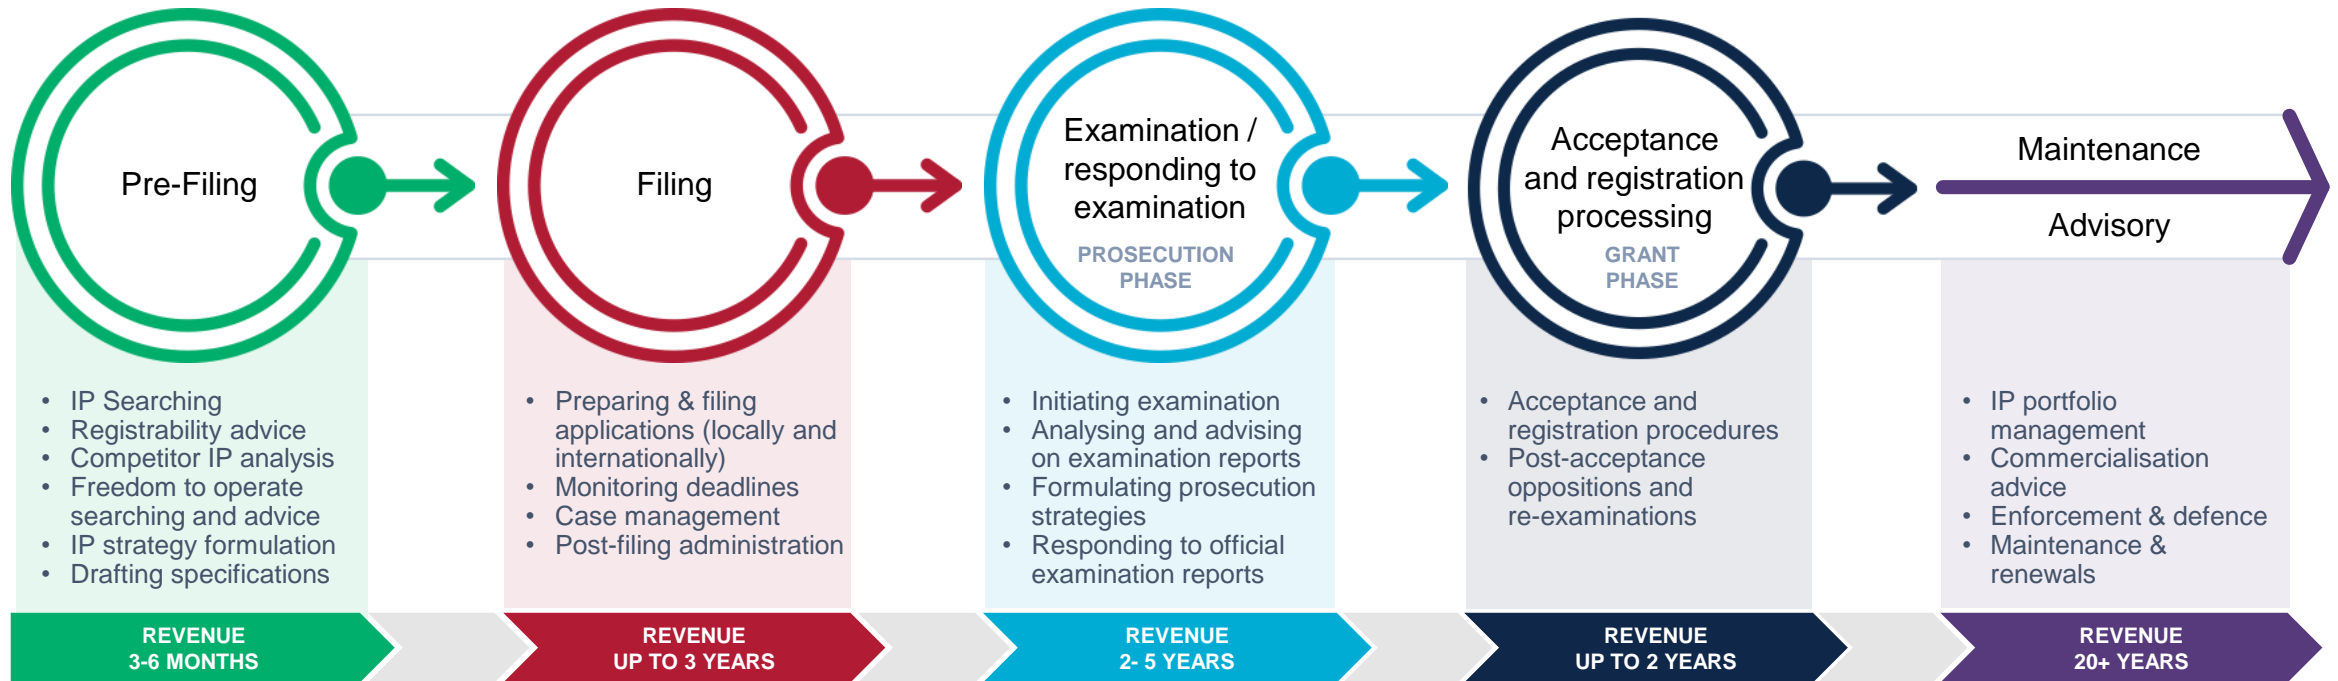 Pre-Filing
Filing
Examination /
responding to
examination
PROSECUTION
PHASE
Acceptance
and registration
processing
GRANT
PHASE
Maintenance
Advisory
• IP Searching
• Registrability advice
• Competitor IP analysis
• Freedom to operate
searching and advice
• IP strategy formulation
• Drafting specifications
• Preparing & filing
applications (locally and
internationally)
• Monitoring deadlines
• Case management
• Post-filing administration
• Initiating examination
• Analysing and advising
on examination reports
• Formulating prosecution
strategies
• Responding to official
examination reports
• Acceptance and
registration procedures
• Post-acceptance
oppositions and
re-examinations
• IP portfolio
management
• Commercialisation
advice
• Enforcement & defence
• Maintenance &
renewals
REVENUE
3-6 MONTHS
REVENUE
UP TO 3 YEARS
REVENUE
2- 5 YEARS
REVENUE
UP TO 2 YEARS
REVENUE
20+ YEARS